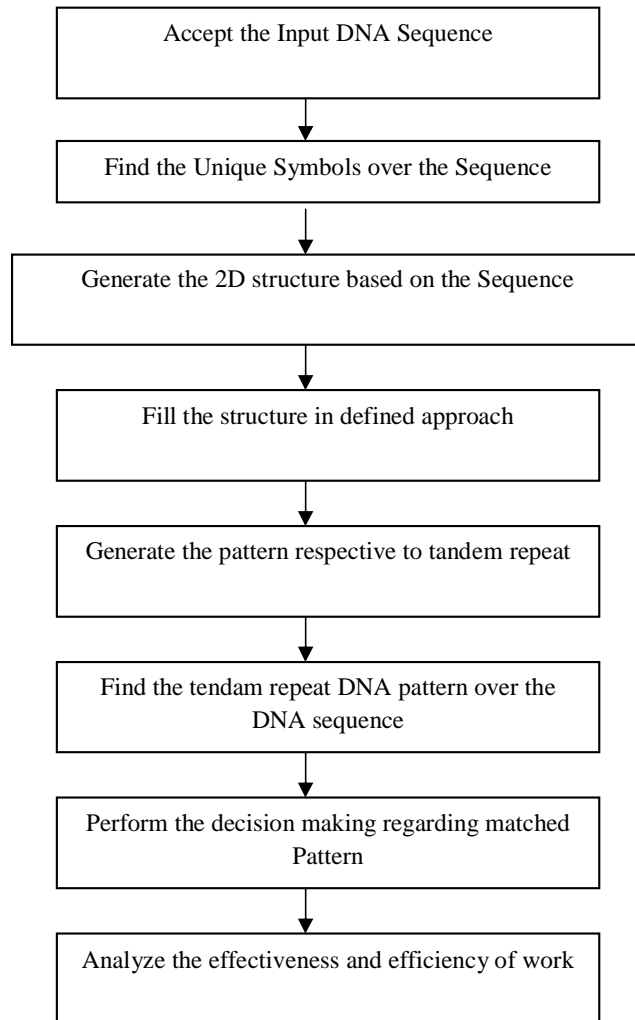 Accept the Input DNA Sequence
Find the Unique Symbols over the Sequence
Generate the 2D structure based on the Sequence
Fill the structure in defined approach
Generate the pattern respective to tandem repeat
Find the tendam repeat DNA pattern over the
DNA sequence
Perform the decision making regarding matched
Pattern
Analyze the effectiveness and efficiency of work